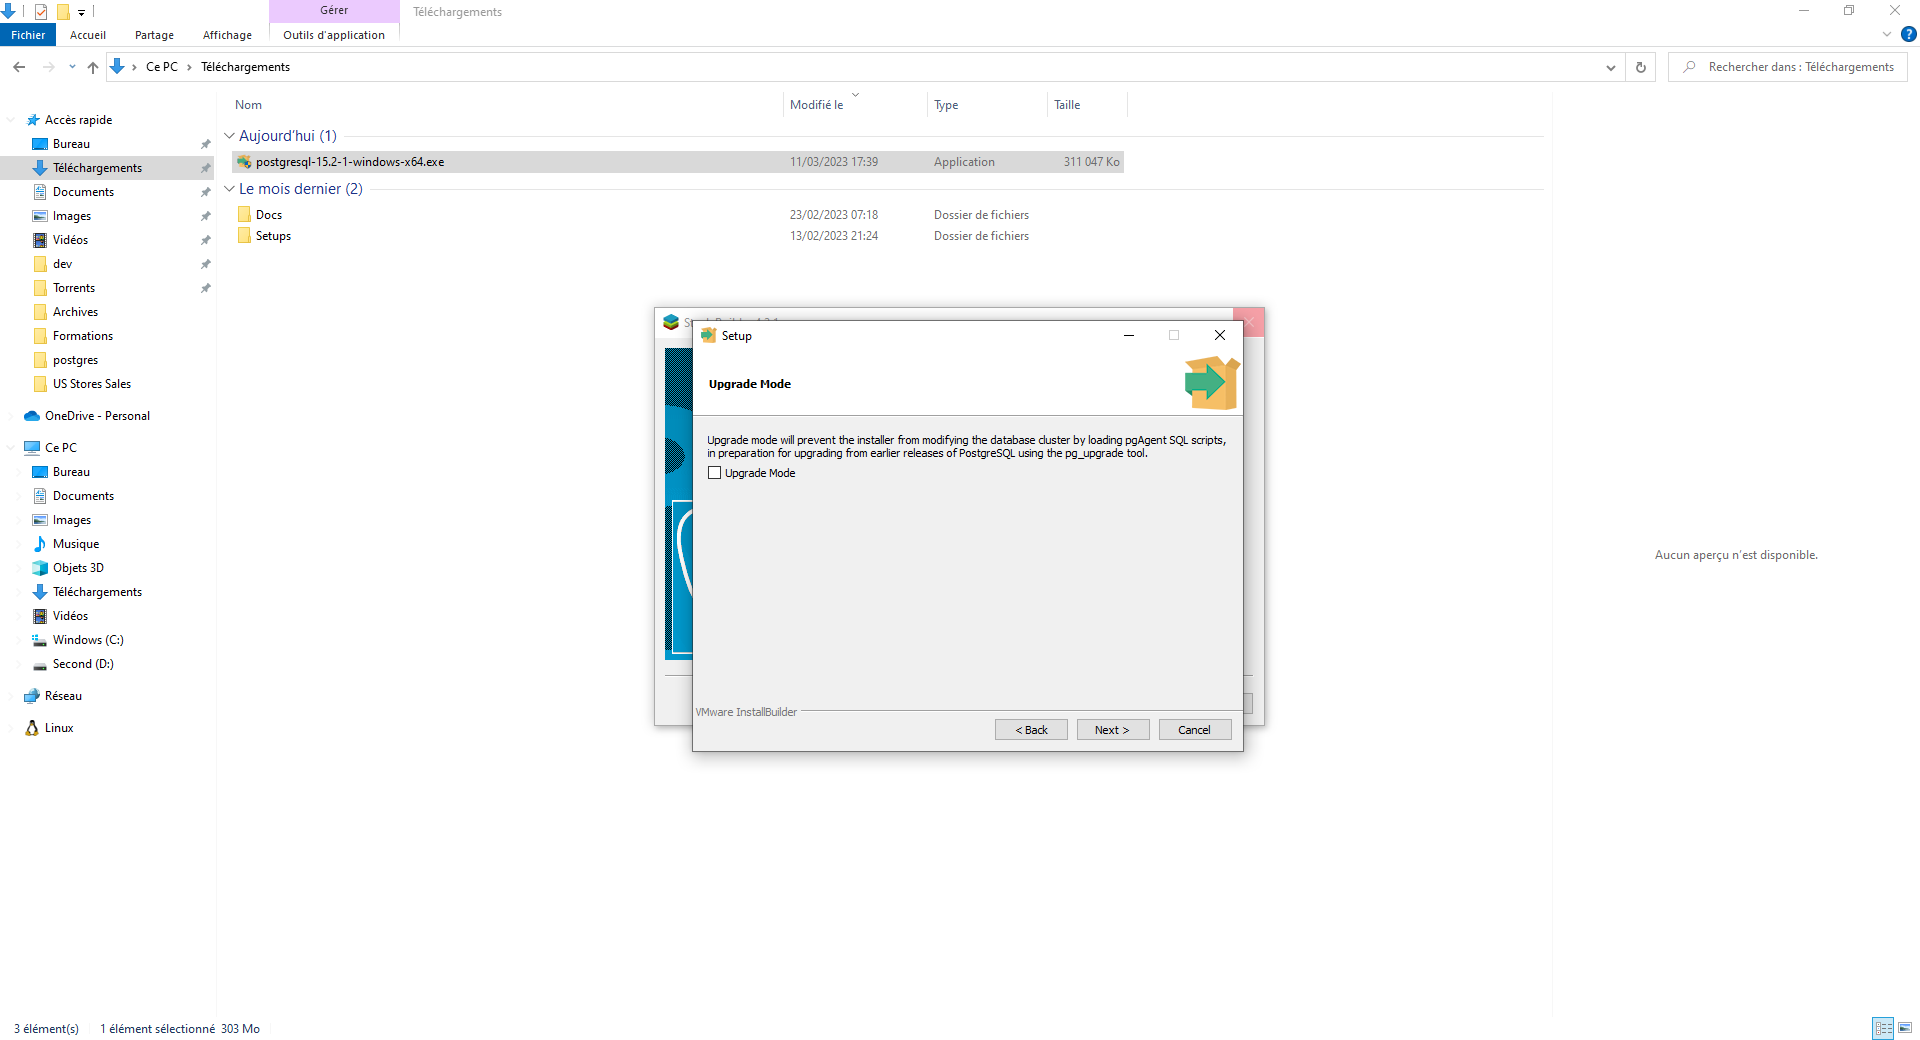 Gérer
Téléchargements
Fichier
Accueil
Partage
Affichage
Outils d'application
Ce PC
Téléchargements
Rechercher dans : Téléchargements
Nom
Modifié le
Type
Taille
Accès rapide
Bureau
Téléchargements
Documents
Images
Vidéos
dev
Torrents
Archives
Formations
postgres
US Stores Sales
OneDrive - Personal
Ce PC
Bureau
Documents
Images
Musique
Objets 3D
Téléchargements
Vidéos
Windows (C:)
Second (D:)
Réseau
Linux
Aujourd'hui (1)
postgresql-15.2-1-windows-x64.exe 11/03/2023 17:39 Application 311 047 Ko
Le mois dernier (2)
Docs 23/02/2023 07:18 Dossier de fichiers
Setups 13/02/2023 21:24 Dossier de fichiers
Setup
Upgrade Mode
Upgrade mode will prevent the installer from modifying the database cluster by loading pgAgent SQL scripts,
in preparation for upgrading from earlier releases of PostgreSQL using the pg_upgrade tool.
Upgrade Mode
VMware InstallBuilder
< Back
Next >
Cancel
Aucun aperçu n'est disponible.
3 élément(s)
1 élément sélectionné 303 Mo